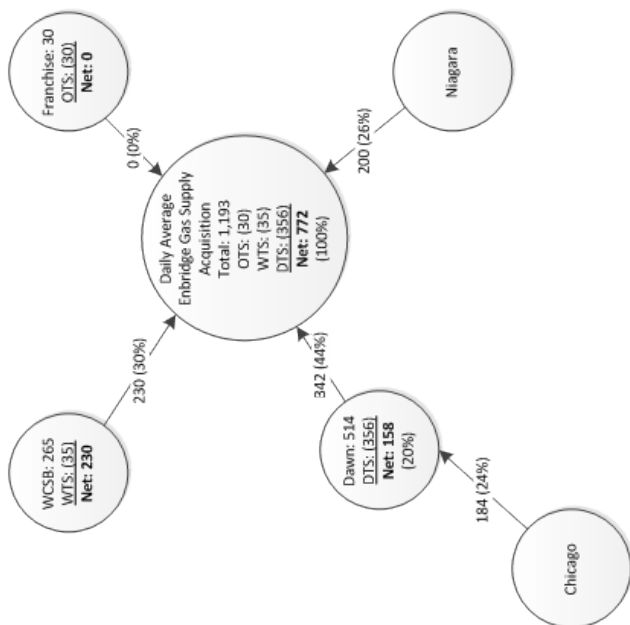 WCSB: 265
WTS: (35)
Net: 230
Franchise: 30
OTS: (30)
Net: 0
230 (30%)
0 (0%)
Daily Average
Enbridge Gas Supply
Acquisition
Total: 1,193
OTS: (30)
WTS: (35)
DTS: (356)
Net: 772
(100%)
342 (44%)
200 (26%)
Dawn: 514
DTS: (356)
Net: 158
(20%)
Niagara
184 (24%)
Chicago